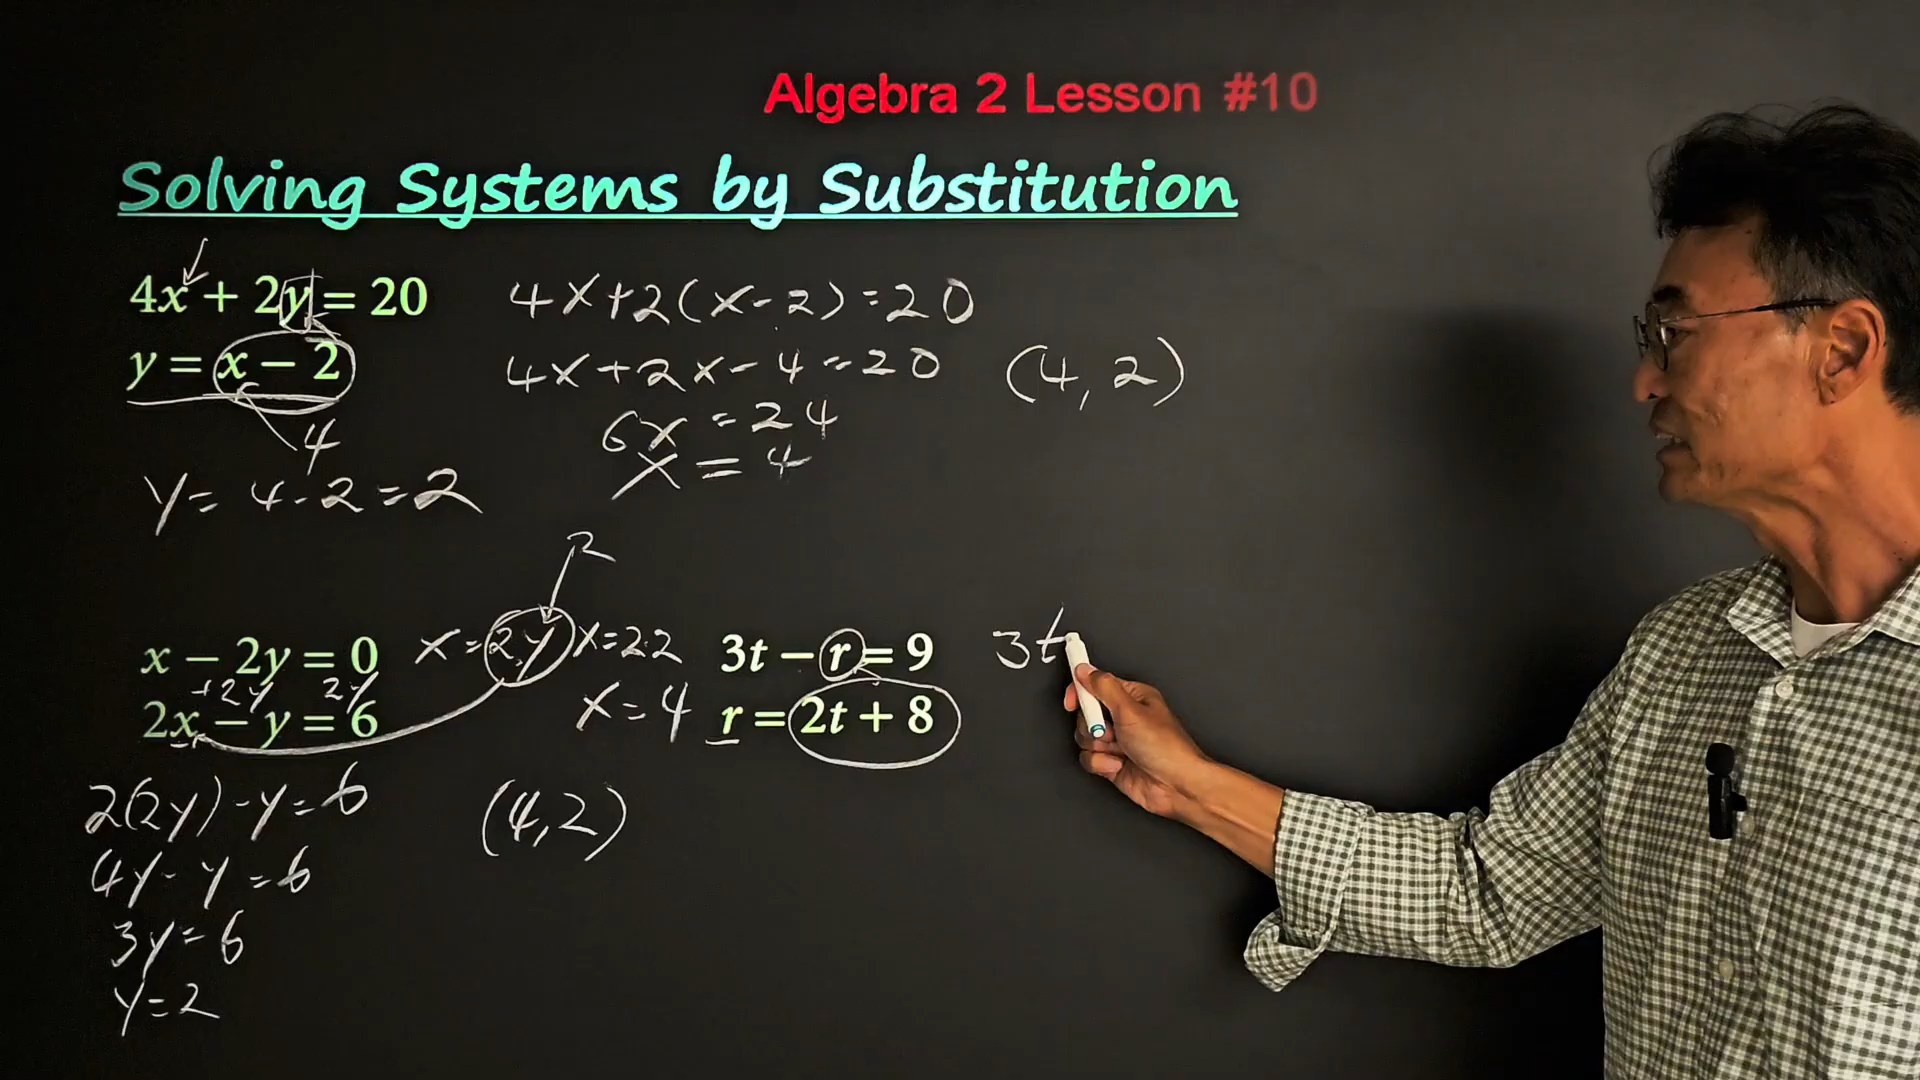 Algebra 2 Lesson #10
Solving Systems by Substitution
4x + 2y = 20
y = x − 2
4
y = 4 - 2 = 2
4x+2(x-2)=20
4x+2x-4=20
6x = 24
x = 4
(4,2)
x − 2y = 0
+2y 2y
2x − y = 6
x=2y
2
x=2·2
x=4
2(2y)-y=6
4y-y=6
3y=6
y=2
(4,2)
3t − r = 9
r = 2t + 8
3t